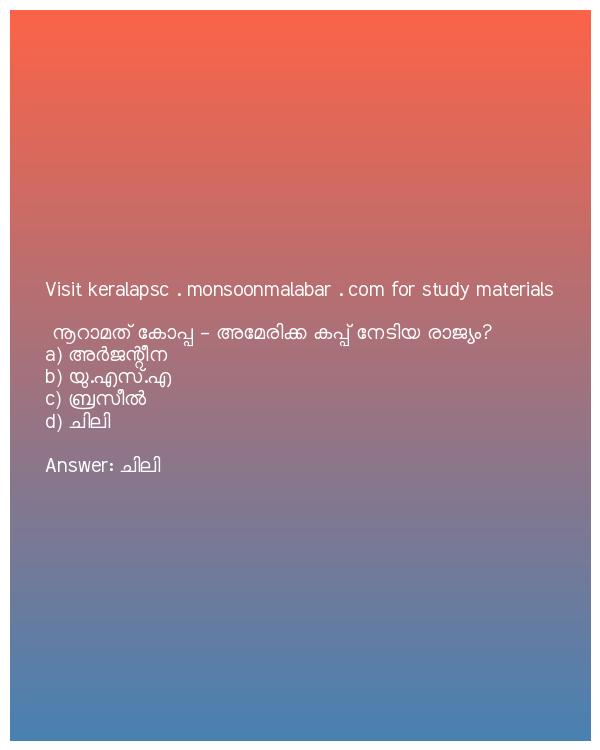 Visit keralapsc . monsoonmalabar . com for study materials
നൂറാമത് കോപ്പ - അമേരിക്ക കപ്പ് നേടിയ രാജ്യം?
a) അർജന്റീന
b) യു.എസ്.എ
c) ബ്രസീൽ
d) ചിലി
Answer: ചിലി